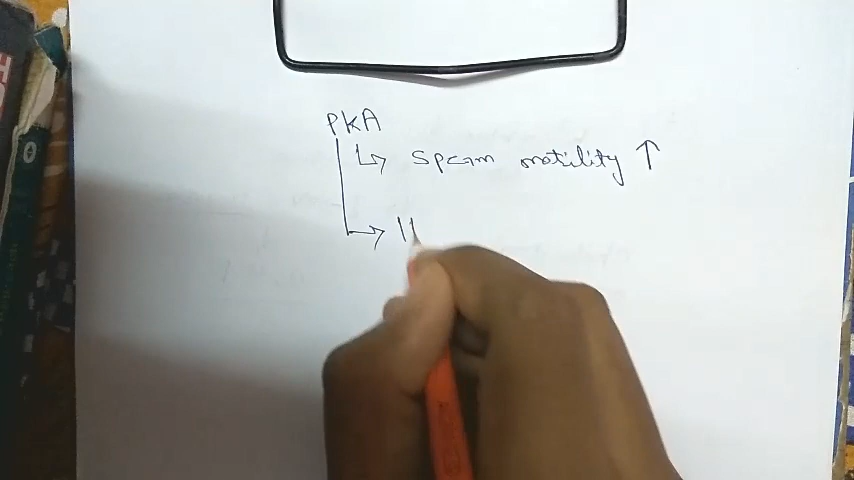 PKA
↳ Sperm motility ↑